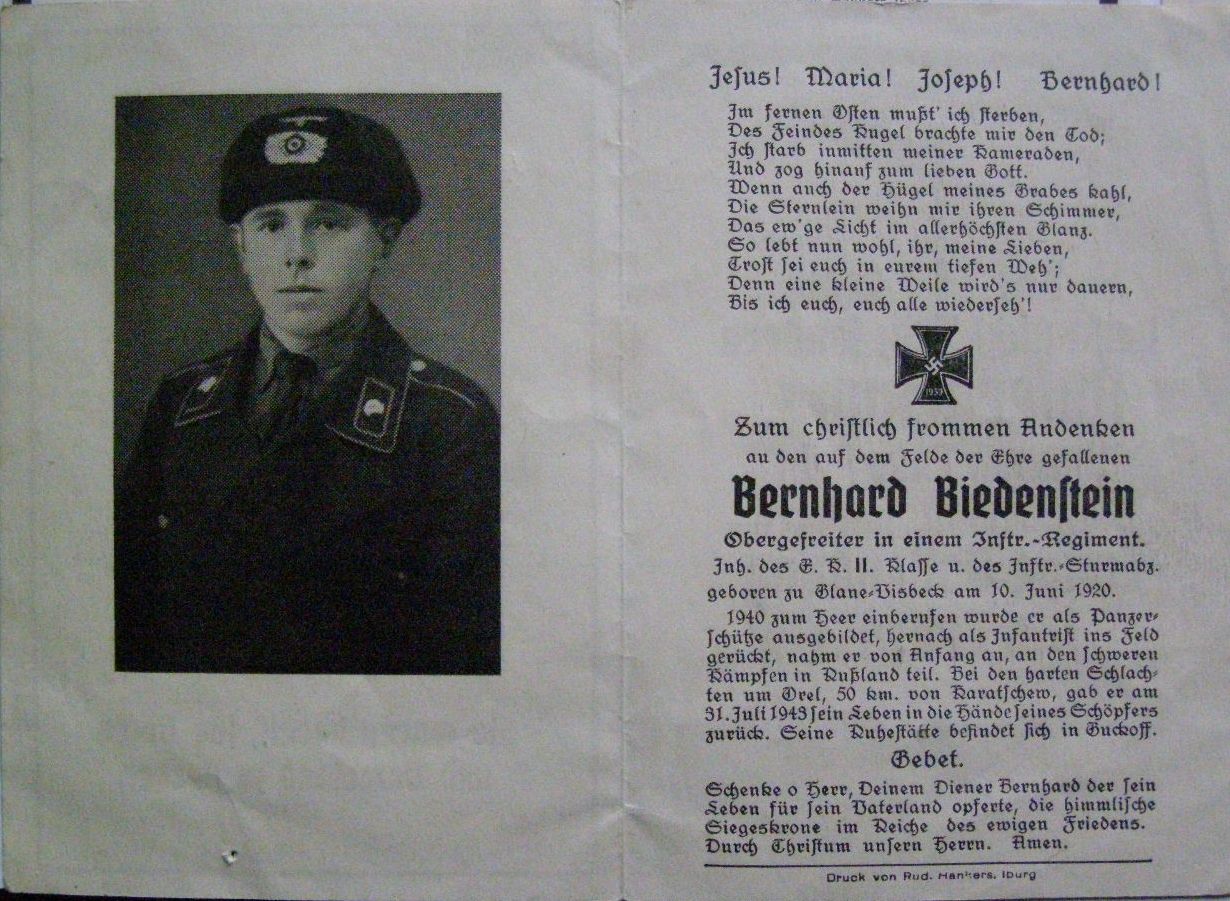 Jesus! Maria! Joseph! Bernhard!
Im fernen Osten mußt' ich sterben,
Des Feindes Kugel brachte mir den Tod;
Ich starb inmitten meiner Kameraden,
Und zog hinauf zum lieben Gott.
Wenn auch der Hügel meines Grabes kahl,
Die Sternlein weihn mir ihren Schimmer,
Das ew'ge Licht im allerhöchsten Glanz.
So lebt nun wohl, ihr, meine Lieben,
Trost sei euch in eurem tiefen Weh';
Denn eine kleine Weile wird's nur dauern,
Bis ich euch, euch alle wiederseh'!
1939
Zum christlich frommen Andenken
an den auf dem Felde der Ehre gefallenen
Bernhard Biedenstein
Obergefreiter in einem Inftr.-Regiment.
Inh. des E. K. II. Klasse u. des Inftr.-Sturmabz.
geboren zu Glane-Visbeck am 10. Juni 1920.
1940 zum Heer einberufen wurde er als Panzer-
schütze ausgebildet, hernach als Infantrist ins Feld
gerückt, nahm er von Anfang an, an den schweren
Kämpfen in Rußland teil. Bei den harten Schlach-
ten um Orel, 50 km. von Karatschew, gab er am
31. Juli 1943 sein Leben in die Hände seines Schöpfers
zurück. Seine Ruhestätte befindet sich in Guckoff.
Gebet.
Schenke o Herr, Deinem Diener Bernhard der sein
Leben für sein Vaterland opferte, die himmlische
Siegeskrone im Reiche des ewigen Friedens.
Durch Christum unsern Herrn. Amen.
Druck von Rud. Hankers, Iburg